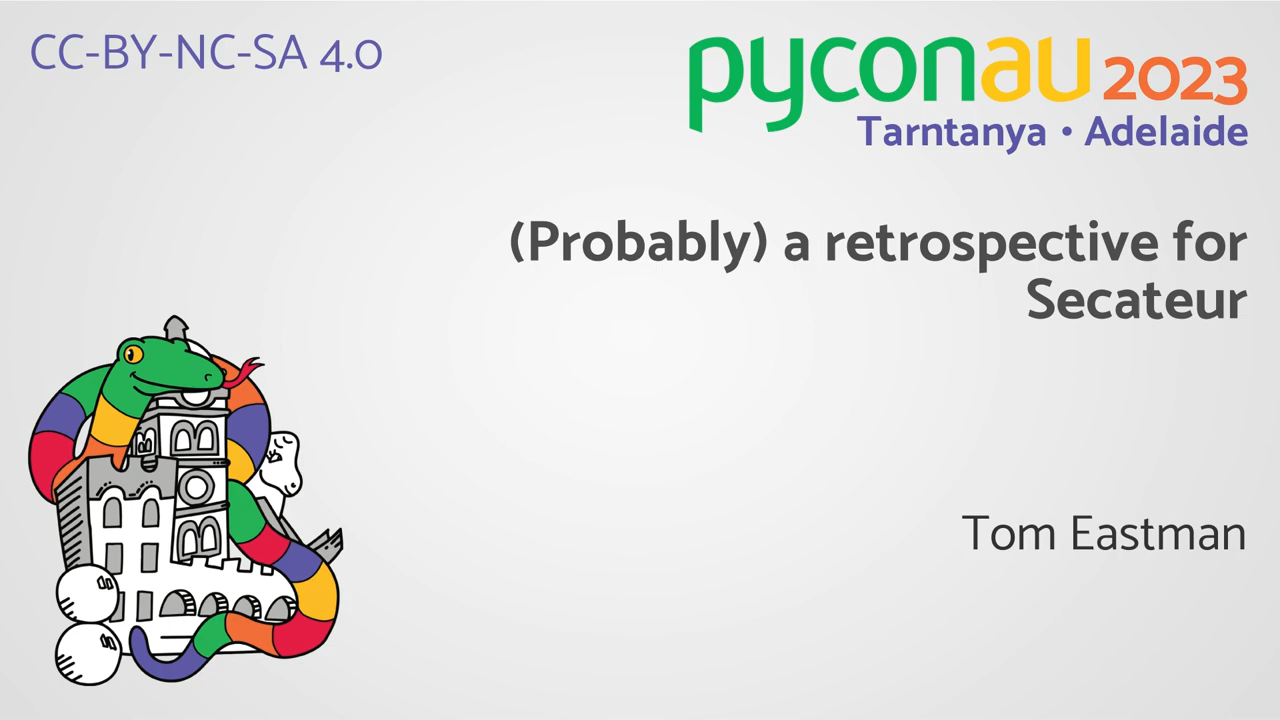 CC-BY-NC-SA 4.0
pyconau 2023
Tarntanya • Adelaide
(Probably) a retrospective for
Secateur
Tom Eastman